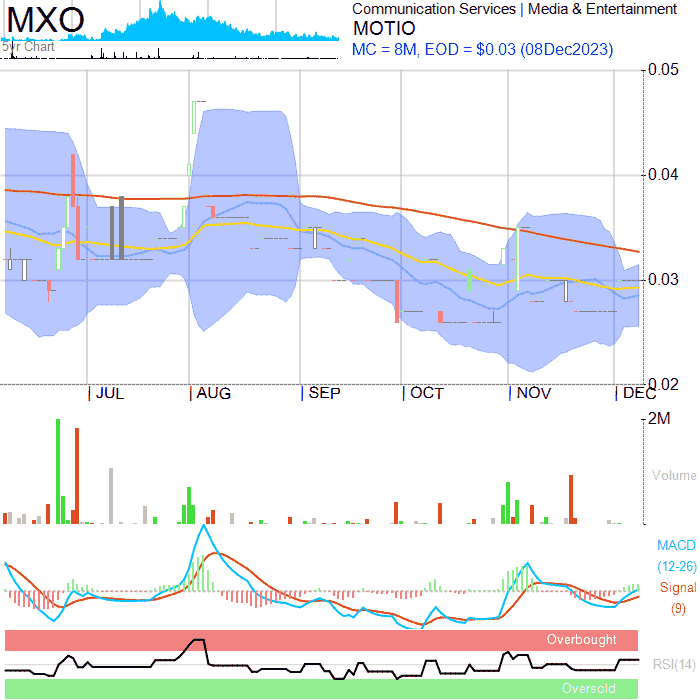 MXO
Communication Services | Media & Entertainment
MOTIO
5yr Chart
MC = 8M, EOD = $0.03 (08Dec2023)
0.05
0.04
0.03
0.02
JUL
AUG
SEP
OCT
NOV
DEC
2M
Volume
MACD
(12-26)
Signal
(9)
Overbought
RSI(14)
Oversold